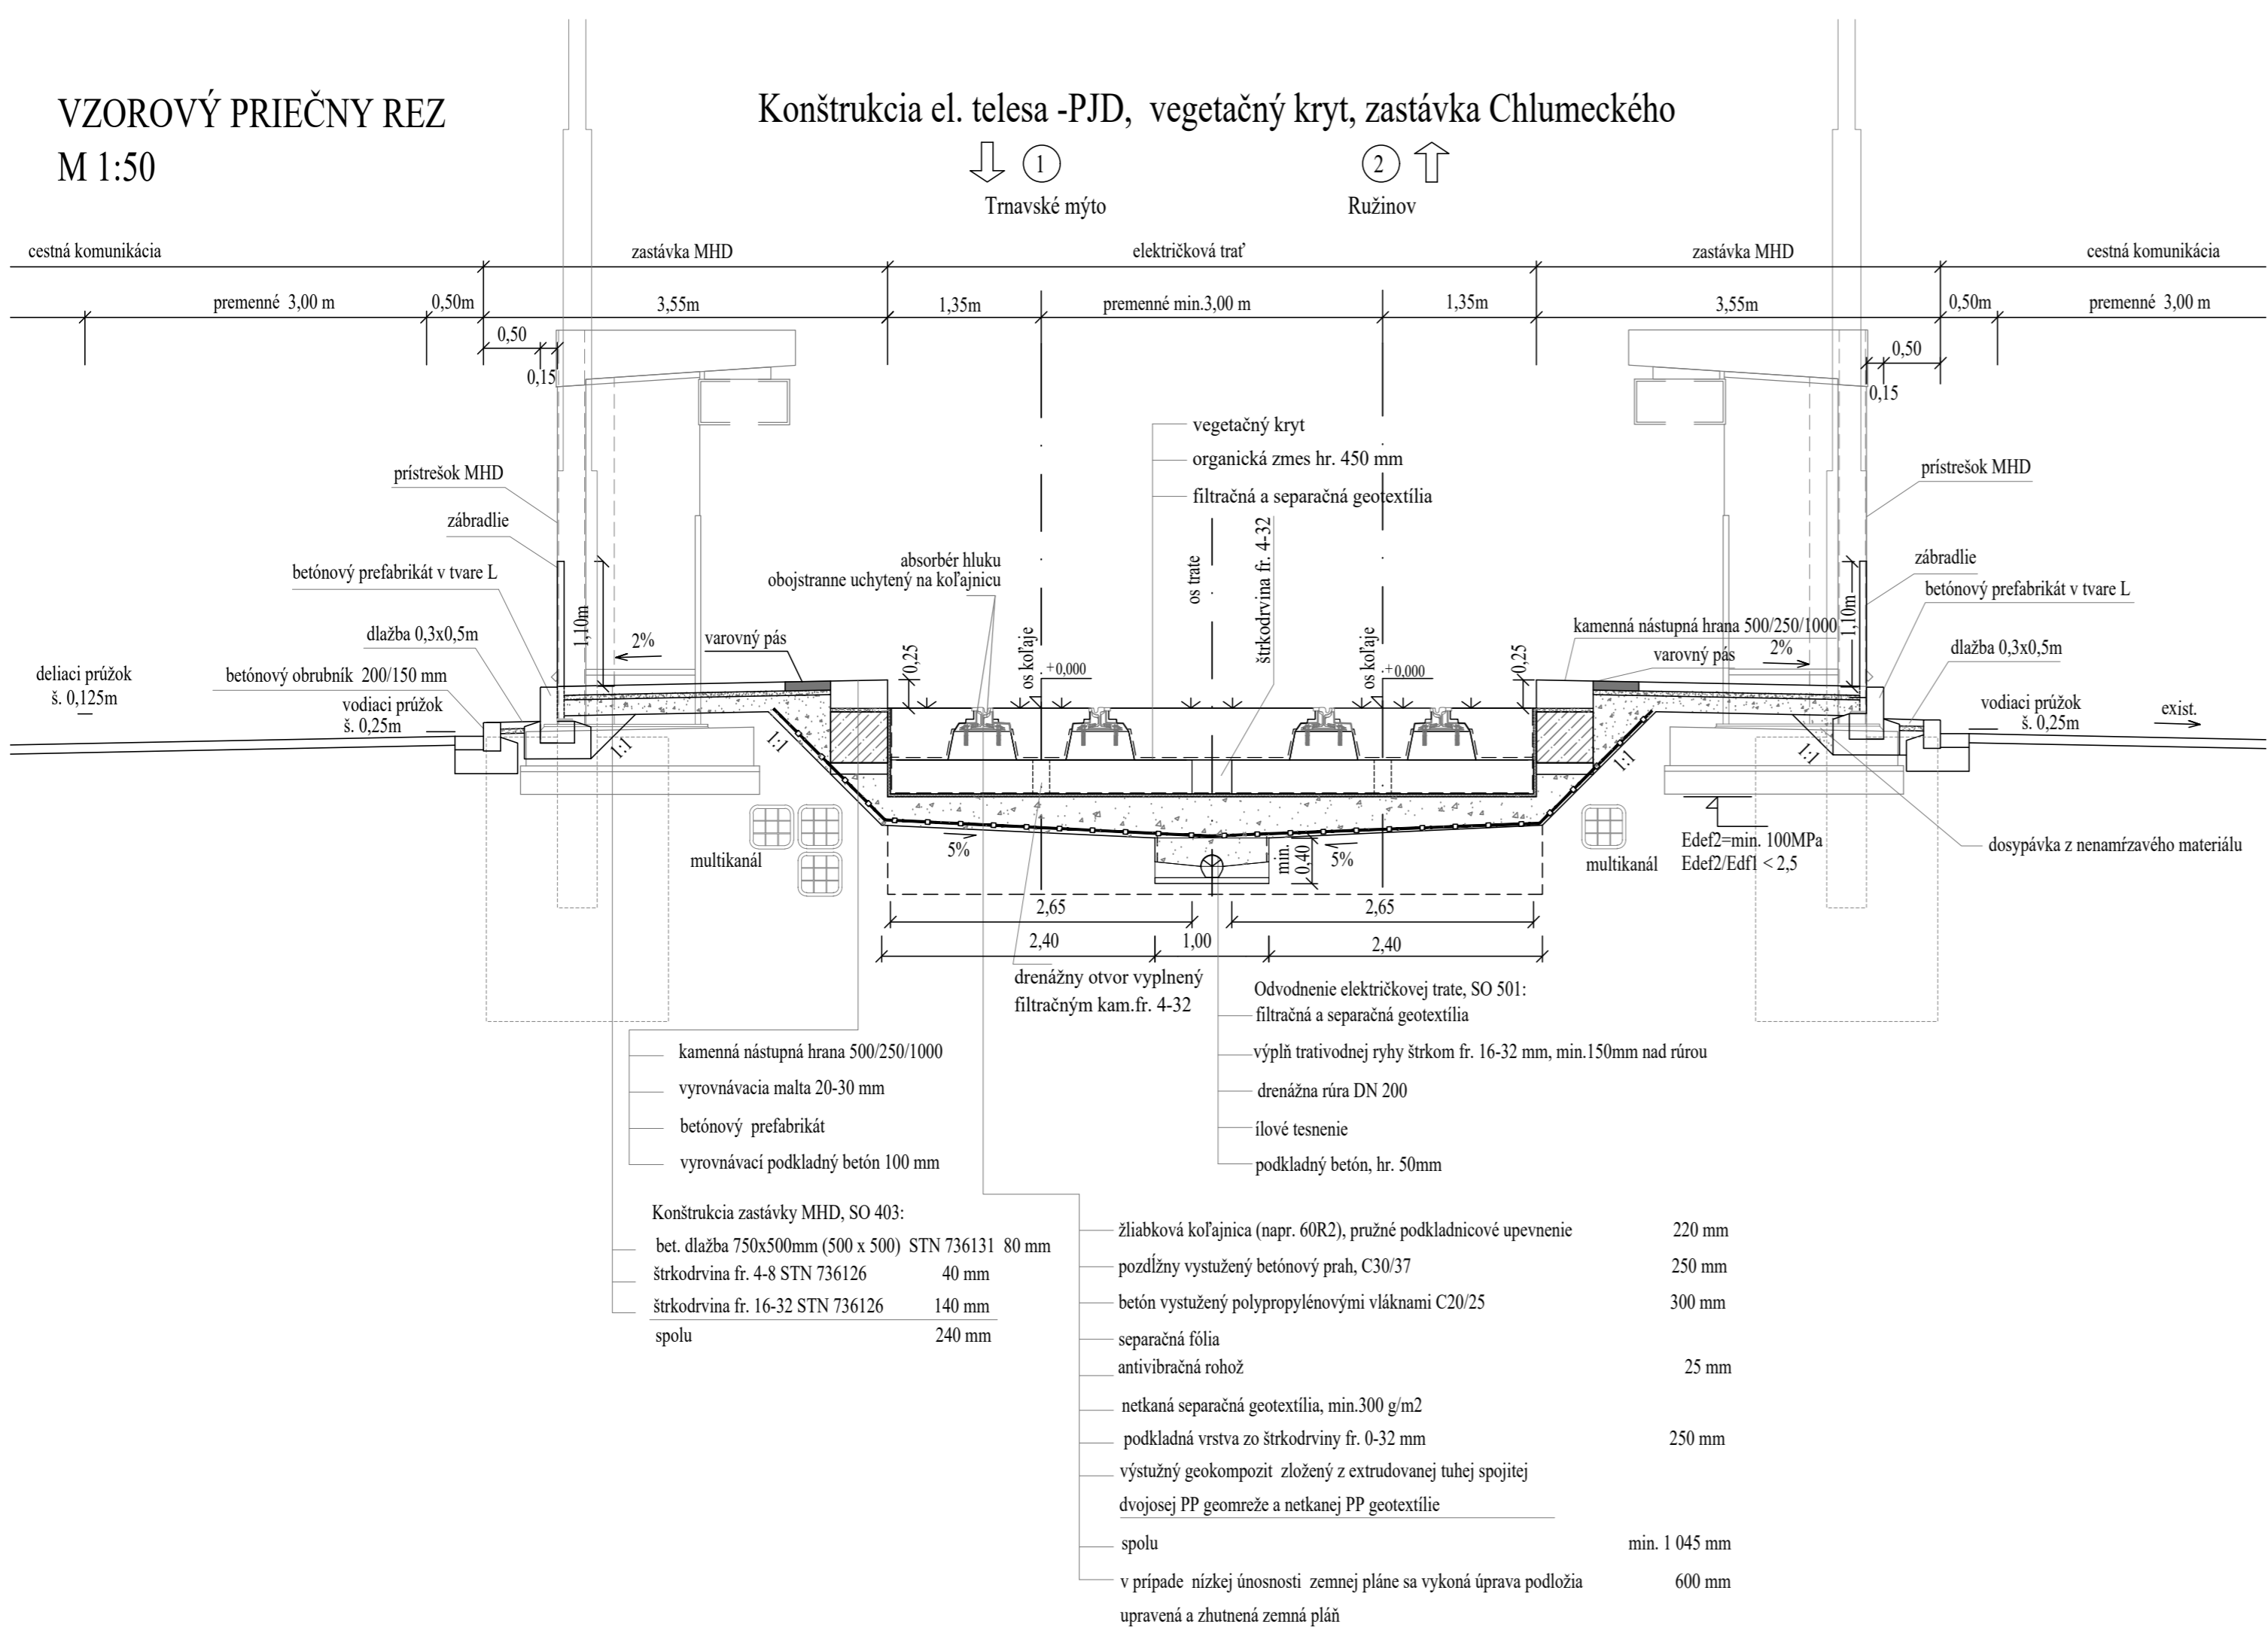 VZOROVÝ PRIEČNY REZ
M 1:50
Konštrukcia el. telesa -PJD, vegetačný kryt, zastávka Chlumeckého
1
2
Trnavské mýto
Ružinov
cestná komunikácia
zastávka MHD
električková trať
zastávka MHD
cestná komunikácia
premenné 3,00 m
0,50m
3,55m
1,35m
premenné min.3,00 m
1,35m
3,55m
0,50m
premenné 3,00 m
0,50
0,15
0,50
0,15
vegetačný kryt
organická zmes hr. 450 mm
filtračná a separačná geotextília
prístrešok MHD
zábradlie
betónový prefabrikát v tvare L
dlažba 0,3x0,5m
betónový obrubník 200/150 mm
deliaci prúžok
š. 0,125m
vodiaci prúžok
š. 0,25m
1,10m
2%
varovný pás
absorbér hluku
obojstranne uchytený na koľajnicu
0,25
os koľaje
+0,000
os trate
štrkodrvina fr. 4-32
os koľaje
+0,000
0,25
kamenná nástupná hrana 500/250/1000
varovný pás
2%
1,10m
prístrešok MHD
zábradlie
betónový prefabrikát v tvare L
dlažba 0,3x0,5m
vodiaci prúžok
š. 0,25m
exist.
1:1
1:1
1:1
1:1
multikanál
5%
min.
0,40
5%
multikanál
Edef2=min. 100MPa
Edef2/Edf1 < 2,5
dosypávka z nenamŕzavého materiálu
2,65
2,65
2,40
1,00
2,40
drenážny otvor vyplnený
filtračným kam.fr. 4-32
Odvodnenie električkovej trate, SO 501:
filtračná a separačná geotextília
výplň trativodnej ryhy štrkom fr. 16-32 mm, min.150mm nad rúrou
drenážna rúra DN 200
ílové tesnenie
podkladný betón, hr. 50mm
kamenná nástupná hrana 500/250/1000
vyrovnávacia malta 20-30 mm
betónový prefabrikát
vyrovnávací podkladný betón 100 mm
Konštrukcia zastávky MHD, SO 403:
bet. dlažba 750x500mm (500 x 500) STN 736131 80 mm
štrkodrvina fr. 4-8 STN 736126 40 mm
štrkodrvina fr. 16-32 STN 736126 140 mm
spolu 240 mm
žliabková koľajnica (napr. 60R2), pružné podkladnicové upevnenie 220 mm
pozdĺžny vystužený betónový prah, C30/37 250 mm
betón vystužený polypropylénovými vláknami C20/25 300 mm
separačná fólia
antivibračná rohož 25 mm
netkaná separačná geotextília, min.300 g/m2
podkladná vrstva zo štrkodrviny fr. 0-32 mm 250 mm
výstužný geokompozit zložený z extrudovanej tuhej spojitej
dvojosej PP geomreže a netkanej PP geotextílie
spolu min. 1 045 mm
v prípade nízkej únosnosti zemnej pláne sa vykoná úprava podložia 600 mm
upravená a zhutnená zemná pláň